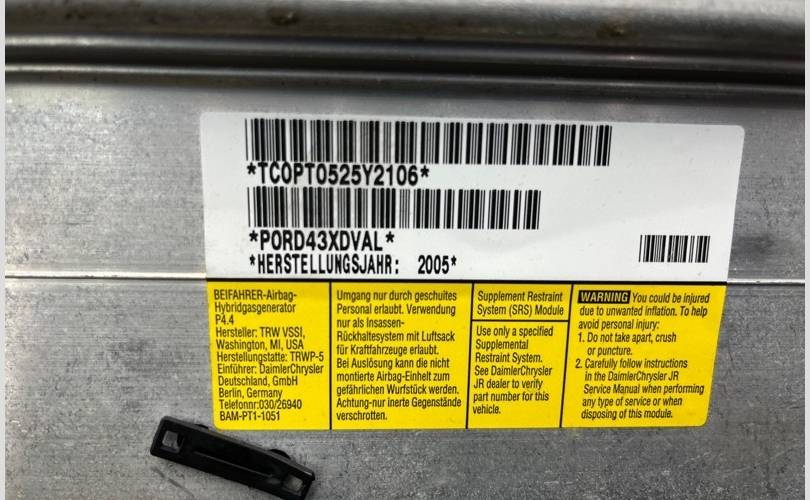 *TC0PT0525Y2106*
*P0RD43XDVAL*
*HERSTELLUNGSJAHR: 2005*
BEIFAHRER-Airbag-
Hybridgasgenerator
P4.4
Hersteller: TRW VSSI,
Washington, MI, USA
Herstellungstatte: TRWP-5
Einführer: DaimlerChrysler
Deutschland, GmbH
Berlin, Germany
Telefonnr:030/26940
BAM-PT1-1051
Umgang nur durch geschuites
Personal erlaubt. Verwendung
nur als Insassen-
Rückhaltesystem mit Luftsack
für Kraftfahrzeuge erlaubt.
Bei Auslösung kann die nicht
montierte Airbag-Einheit zum
gefährlichen Wurfstück werden.
Achtung-nur inerte Gegenstände
verschrotten.
Supplement Restraint
System (SRS) Module
Use only a specified
Supplemental
Restraint System.
See DaimlerChrysler
JR dealer to verify
part number for this
vehicle.
WARNING You could be injured
due to unwanted inflation. To help
avoid personal injury:
1. Do not take apart, crush
or puncture.
2. Carefully follow instructions
in the DaimlerChrysler JR
Service Manual when performing
any type of service or when
disposing of this module.